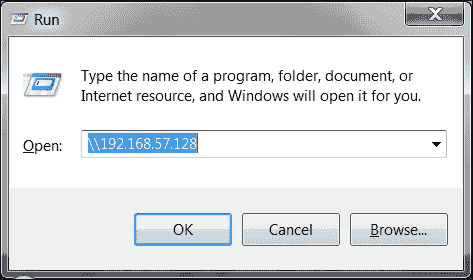 Run
Type the name of a program, folder, document, or
Internet resource, and Windows will open it for you.
Open: \\192.168.57.128
OK Cancel Browse...